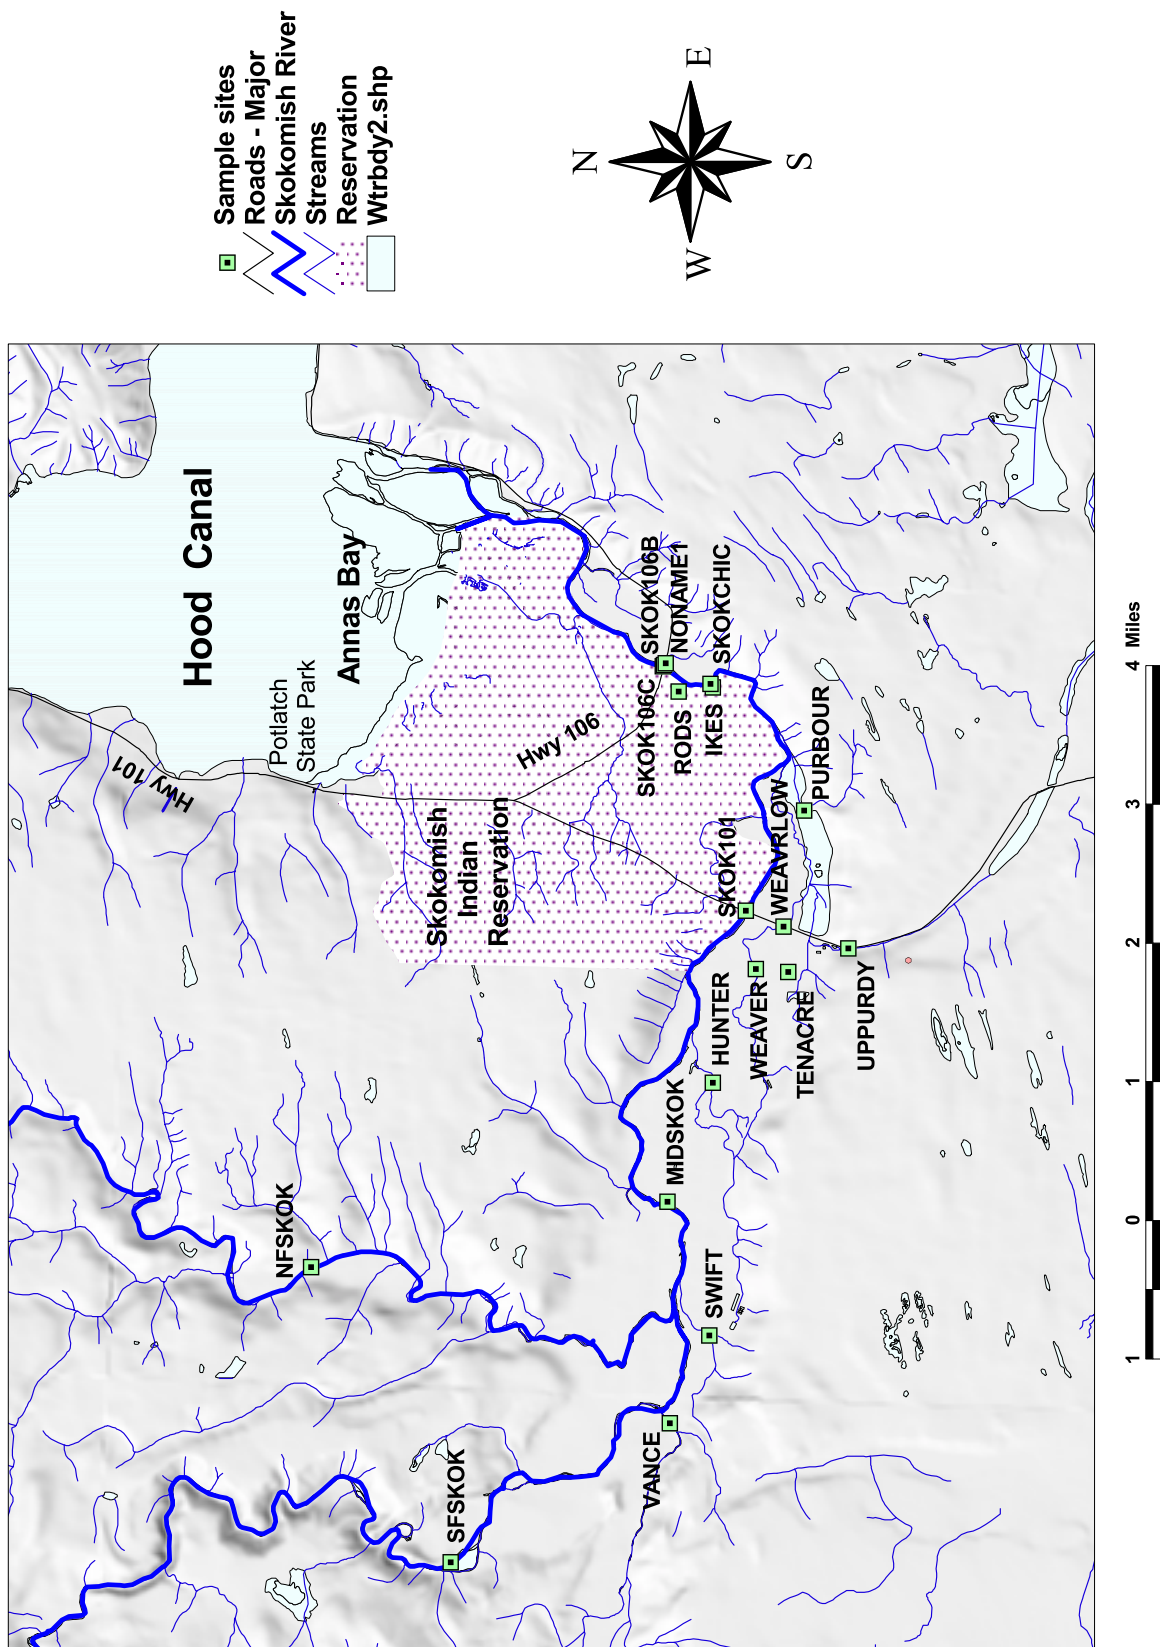 Sample sites
Roads - Major
Skokomish River
Streams
Reservation
Wtrbdy2.shp
N
E
S
W
Hood Canal
Annas Bay
Potlatch
State Park
Hwy 101
Hwy 106
Skokomish
Indian
Reservation
SKOK106B
NONAME1
SKOKCHIC
SKOK106C
RODS
IKES
PURBOUR
SKOK101
WEAVRLOW
HUNTER
WEAVER
TENACRE
UPPURDY
MIDSKOK
NFSKOK
SWIFT
VANCE
SFSKOK
1
0
1
2
3
4
Miles